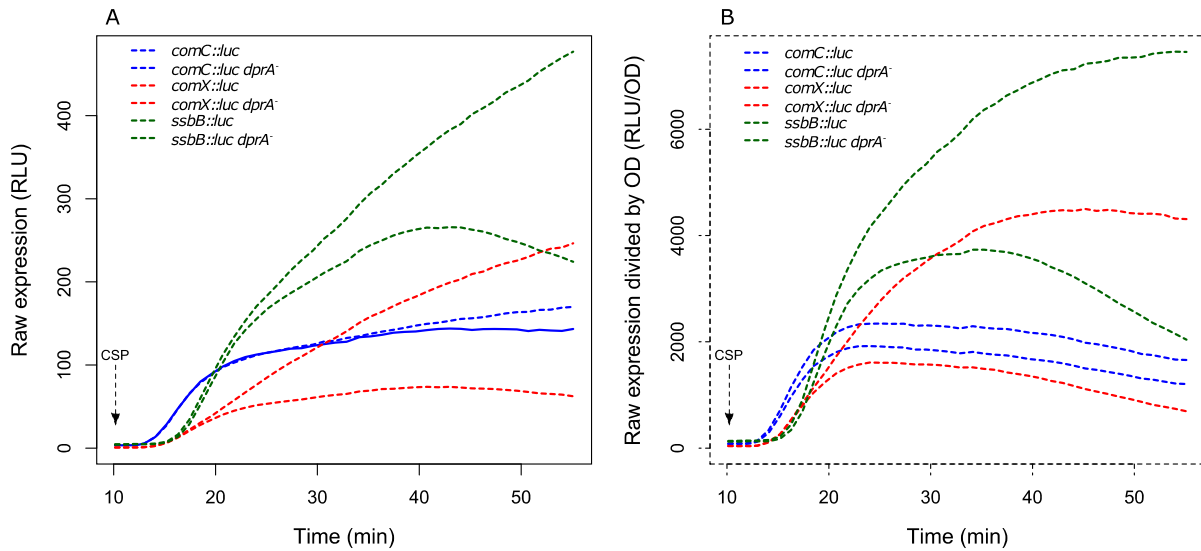 A
comC::luc
comC::luc dprA-
comX::luc
comX::luc dprA-
ssbB::luc
ssbB::luc dprA-
Raw expression (RLU)
400
300
200
100
0
CSP
10
20
30
40
50
Time (min)
B
comC::luc
comC::luc dprA-
comX::luc
comX::luc dprA-
ssbB::luc
ssbB::luc dprA-
Raw expression divided by OD (RLU/OD)
6000
4000
2000
0
CSP
10
20
30
40
50
Time (min)